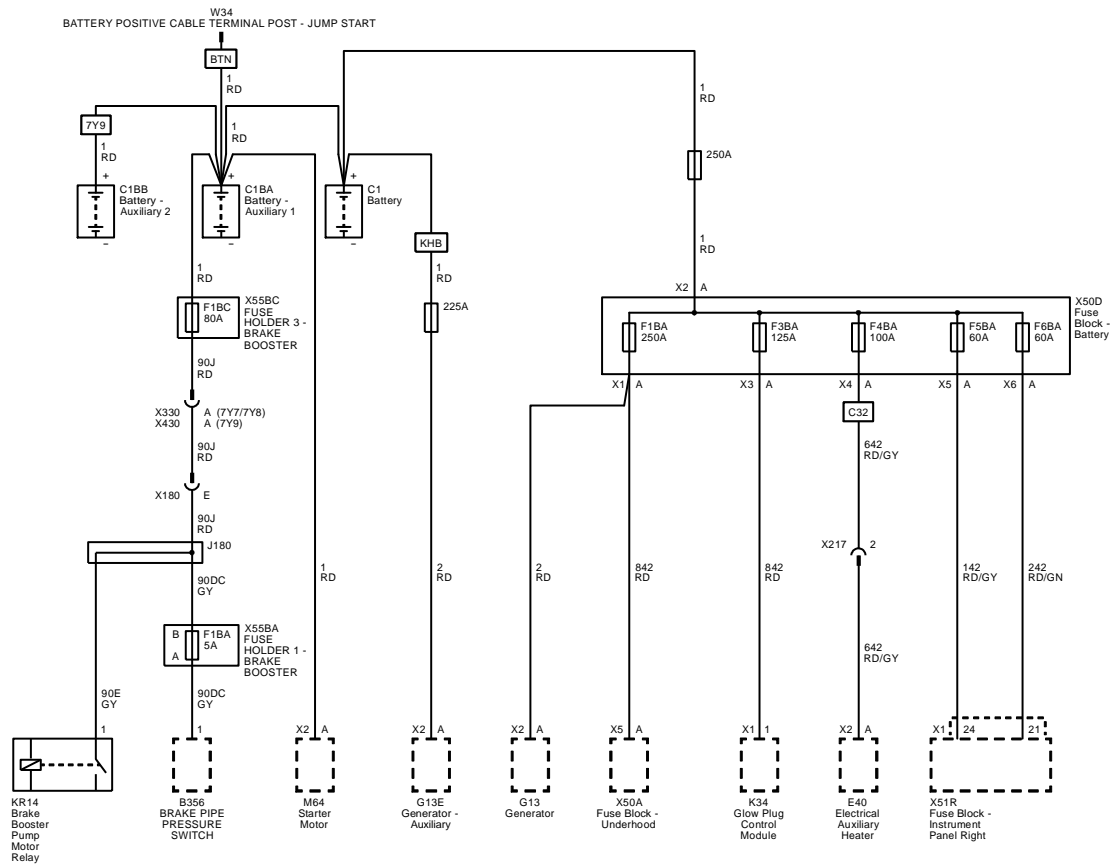 W34
BATTERY POSITIVE CABLE TERMINAL POST - JUMP START
BTN
1
RD
7Y9
1
RD
1
RD
1
RD
250A
+
C1BB
Battery -
Auxiliary 2
−
+
C1BA
Battery -
Auxiliary 1
−
+
C1
Battery
−
KHB
1
RD
1
RD
1
RD
225A
X55BC
FUSE
HOLDER 3 -
BRAKE
BOOSTER
F1BC
80A
X2 A
X50D
Fuse
Block -
Battery
F1BA
250A
F3BA
125A
F4BA
100A
F5BA
60A
F6BA
60A
X1 A
X3 A
X4 A
X5 A
X6 A
C32
90J
RD
X330 A (7Y7/7Y8)
X430 A (7Y9)
90J
RD
642
RD/GY
X180 E
90J
RD
J180
X217 2
90DC
GY
1
RD
2
RD
2
RD
842
RD
842
RD
142
RD/GY
242
RD/GN
B
A
F1BA
5A
X55BA
FUSE
HOLDER 1 -
BRAKE
BOOSTER
642
RD/GY
90E
GY
90DC
GY
1
1
X2 A
X2 A
X2 A
X5 A
X1 1
X2 A
X1 24 21
KR14
Brake
Booster
Pump
Motor
Relay
B356
BRAKE PIPE
PRESSURE
SWITCH
M64
Starter
Motor
G13E
Generator -
Auxiliary
G13
Generator
X50A
Fuse Block -
Underhood
K34
Glow Plug
Control
Module
E40
Electrical
Auxiliary
Heater
X51R
Fuse Block -
Instrument
Panel Right